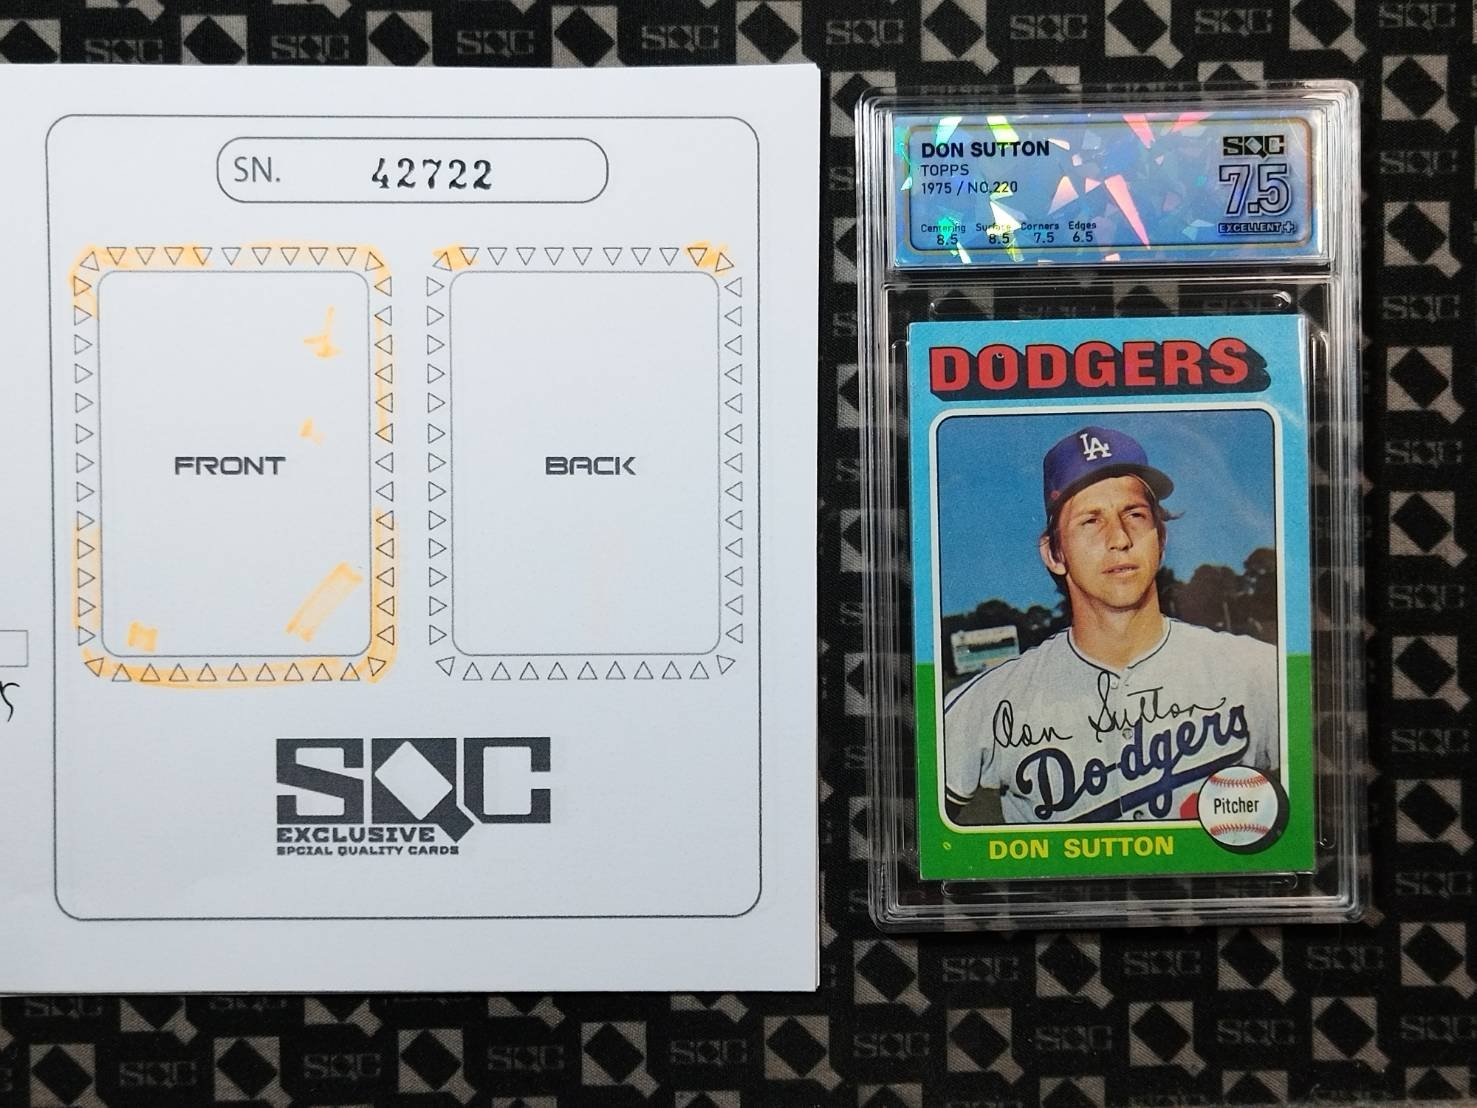 SN. 42722
FRONT
BACK
SQC
EXCLUSIVE
SPCIAL QUALITY CARDS
DON SUTTON
TOPPS
1975 / NO.220
Centering Surface Corners Edges
8.5 8.5 7.5 6.5
SQC
7.5
EXCELLENT+
DODGERS
LA
Don Sutton
Dodgers
Pitcher
DON SUTTON